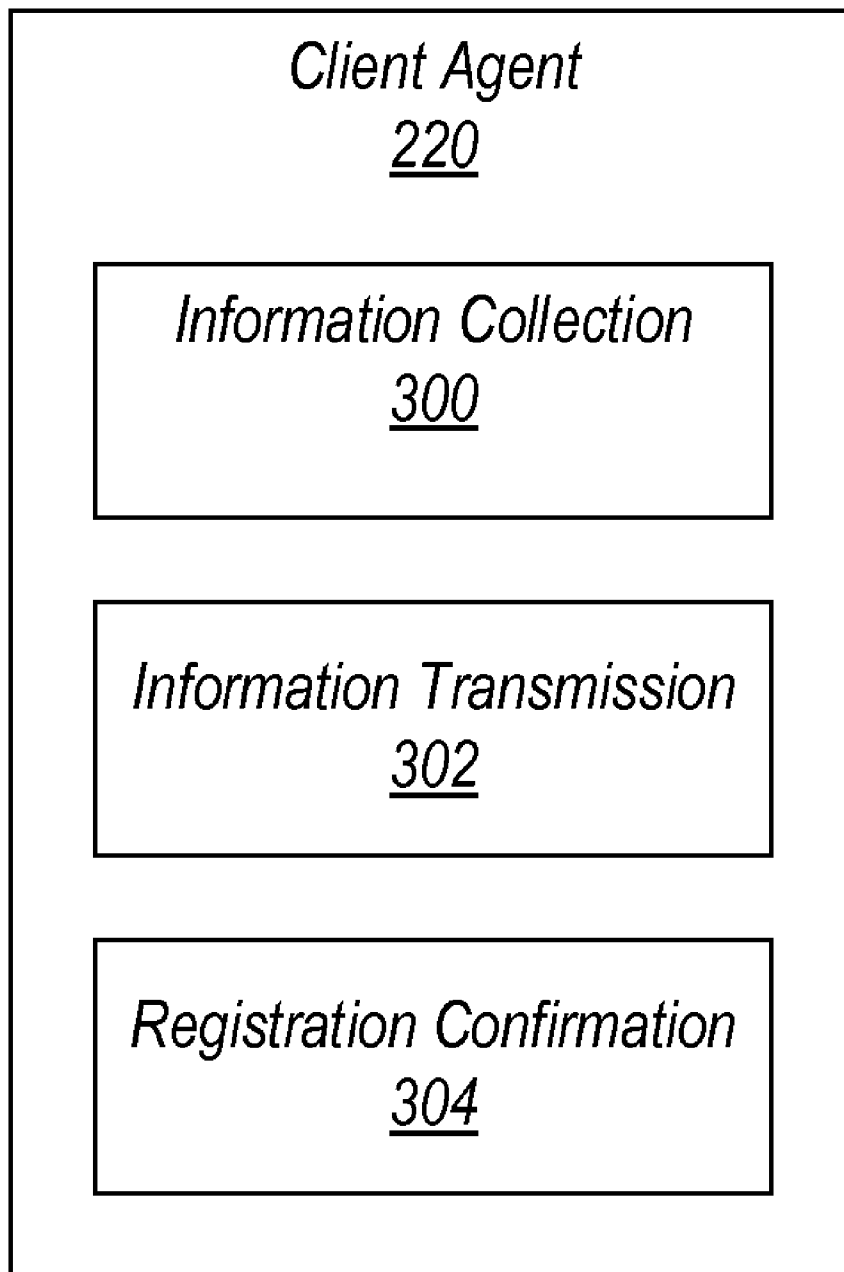 Client Agent
220
Information Collection
300
Information Transmission
302
Registration Confirmation
304